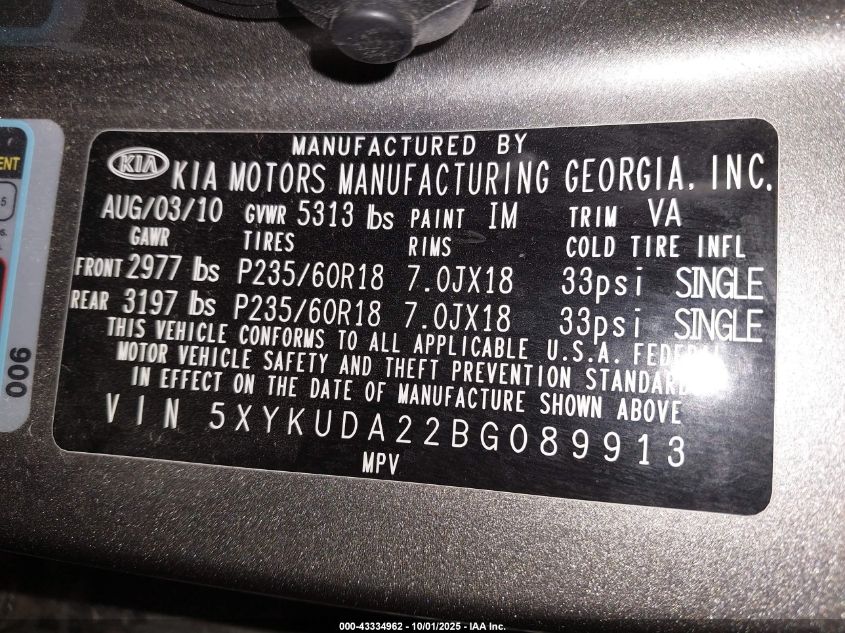 MANUFACTURED BY
KIA KIA MOTORS MANUFACTURING GEORGIA, INC.
AUG/03/10 GVWR 5313 lbs PAINT IM TRIM VA
GAWR TIRES RIMS COLD TIRE INFL
FRONT 2977 lbs P235/60R18 7.0JX18 33psi SINGLE
REAR 3197 lbs P235/60R18 7.0JX18 33psi SINGLE
THIS VEHICLE CONFORMS TO ALL APPLICABLE U.S.A.
MOTOR VEHICLE SAFETY AND THEFT PREVENTION
IN EFFECT ON THE DATE OF MANUFACTURE SHOWN ABOVE
VIN 5XYKUDA22BG089913
MPV
006
000-43334962 - 10/01/2025 - IAA Inc.